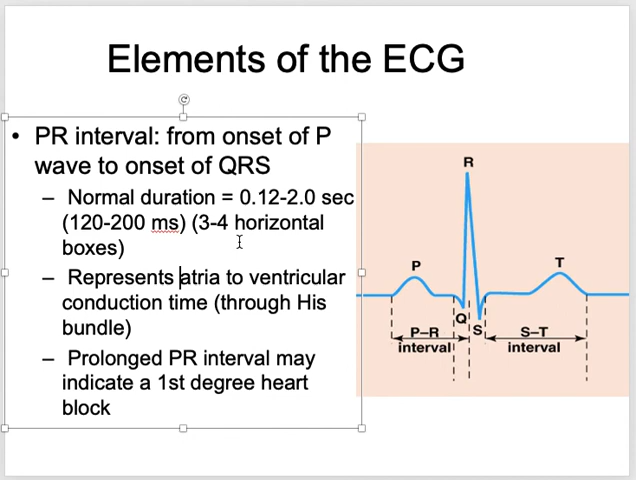 Elements of the ECG
• PR interval: from onset of P
wave to onset of QRS
– Normal duration = 0.12-2.0 sec
(120-200 ms) (3-4 horizontal
boxes)
– Represents atria to ventricular
conduction time (through His
bundle)
– Prolonged PR interval may
indicate a 1st degree heart
block
R
P
T
Q
S
P–R
interval
S–T
interval